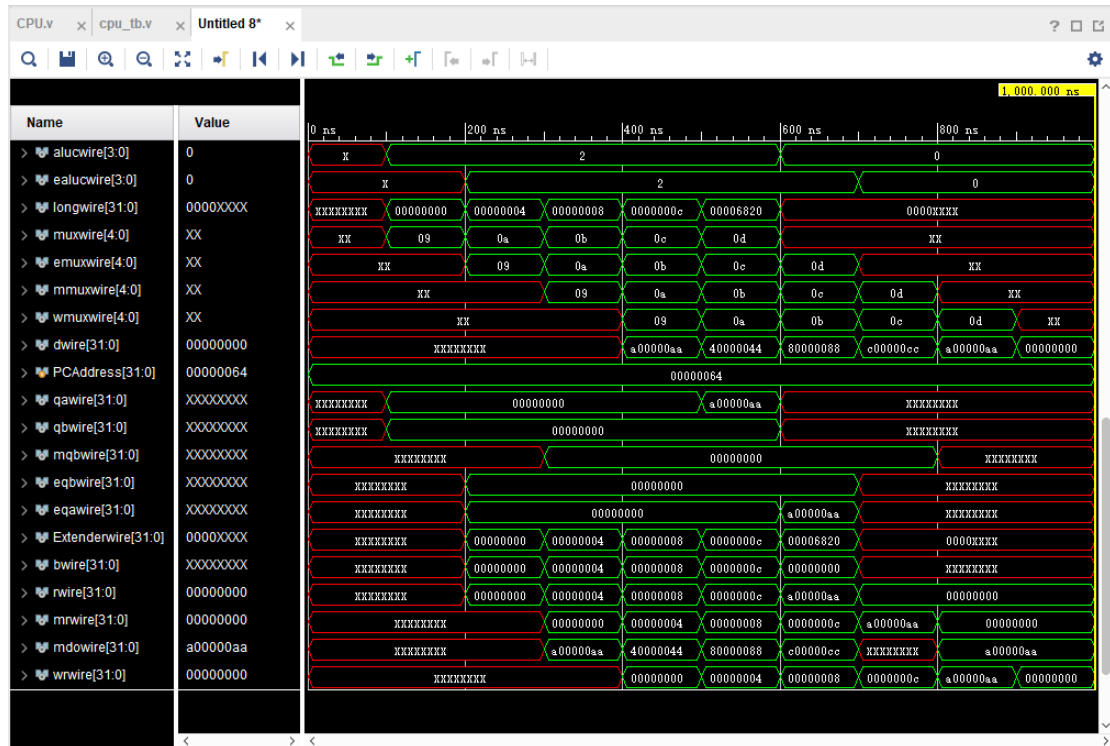 CPU.v × cpu_tb.v × Untitled 8* ×
?
1,000.000 ns
Name Value 0 ns 200 ns 400 ns 600 ns 800 ns
> alucwire[3:0] 0 X 2 0
> ealucwire[3:0] 0 X 2 0
> longwire[31:0] 0000XXXX XXXXXXXX 00000000 00000004 00000008 0000000c 00006820 0000XXXX
> muxwire[4:0] XX XX 09 0a 0b 0c 0d XX
> emuxwire[4:0] XX XX 09 0a 0b 0c 0d XX
> mmuxwire[4:0] XX XX 09 0a 0b 0c 0d XX
> wmuxwire[4:0] XX XX 09 0a 0b 0c 0d XX
> dwire[31:0] 00000000 XXXXXXXX a00000aa 40000044 80000088 c00000cc a00000aa 00000000
> PCAddress[31:0] 00000064 00000064
> qawire[31:0] XXXXXXXX XXXXXXXX 00000000 a00000aa XXXXXXXX
> qbwire[31:0] XXXXXXXX XXXXXXXX 00000000 XXXXXXXX
> mqbwire[31:0] XXXXXXXX XXXXXXXX 00000000 XXXXXXXX
> eqbwire[31:0] XXXXXXXX XXXXXXXX 00000000 XXXXXXXX
> eqawire[31:0] XXXXXXXX XXXXXXXX 00000000 a00000aa XXXXXXXX
> Extenderwire[31:0] 0000XXXX XXXXXXXX 00000000 00000004 00000008 0000000c 00006820 0000XXXX
> bwire[31:0] XXXXXXXX XXXXXXXX 00000000 00000004 00000008 0000000c 00000000 XXXXXXXX
> rwire[31:0] 00000000 XXXXXXXX 00000000 00000004 00000008 0000000c a00000aa 00000000
> mrwire[31:0] 00000000 XXXXXXXX 00000000 00000004 00000008 0000000c a00000aa 00000000
> mdowire[31:0] a00000aa XXXXXXXX a00000aa 40000044 80000088 c00000cc XXXXXXXX a00000aa
> wrwire[31:0] 00000000 XXXXXXXX 00000000 00000004 00000008 0000000c a00000aa 00000000